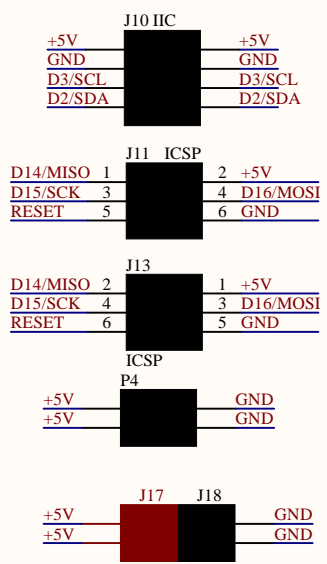 J10 IIC
+5V +5V
GND GND
D3/SCL D3/SCL
D2/SDA D2/SDA
J11 ICSP
D14/MISO 1 2 +5V
D15/SCK 3 4 D16/MOSI
RESET 5 6 GND
J13
D14/MISO 2 1 +5V
D15/SCK 4 3 D16/MOSI
RESET 6 5 GND
ICSP
P4
+5V GND
+5V GND
J17 J18
+5V GND
+5V GND